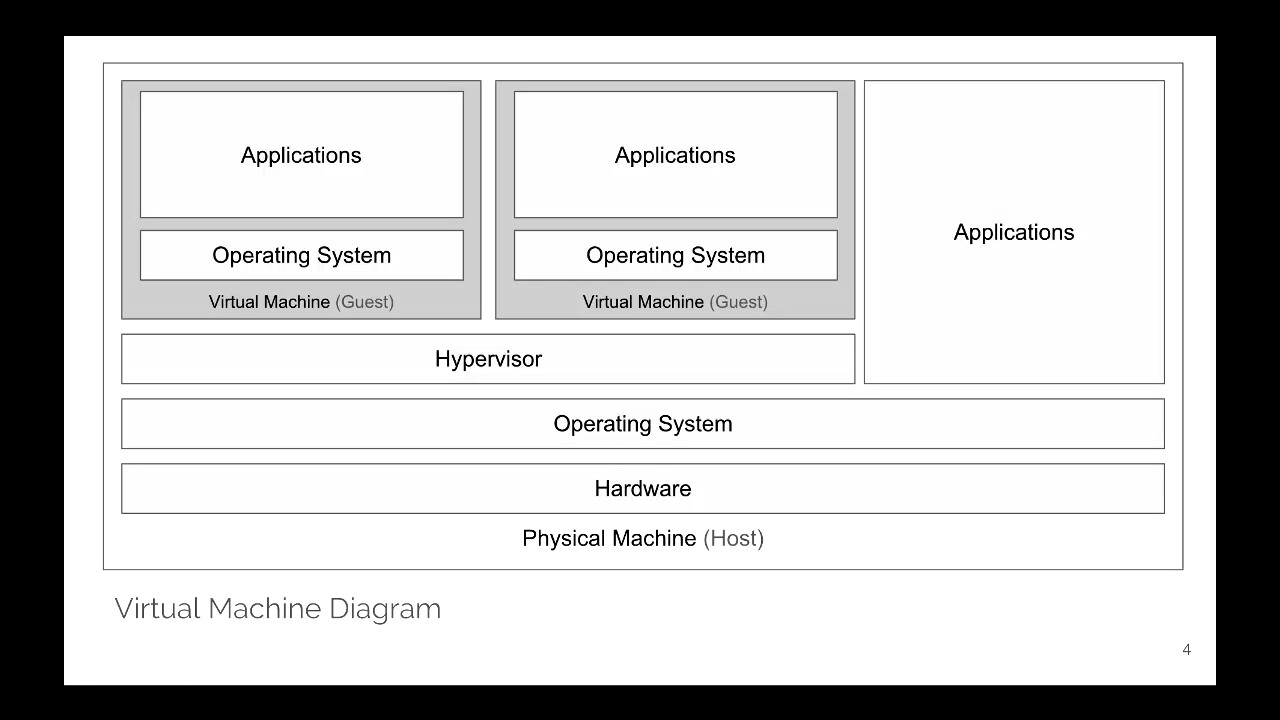 Applications
Operating System
Virtual Machine (Guest)
Applications
Operating System
Virtual Machine (Guest)
Applications
Hypervisor
Operating System
Hardware
Physical Machine (Host)
Virtual Machine Diagram
4